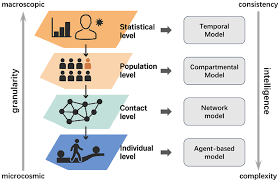 macroscopic
consistency
Statistical
level
Temporal
Model
Population
level
Compartmental
Model
granularity
intelligence
Contact
level
Network
model
Individual
level
Agent-based
model
microcosmic
complexity